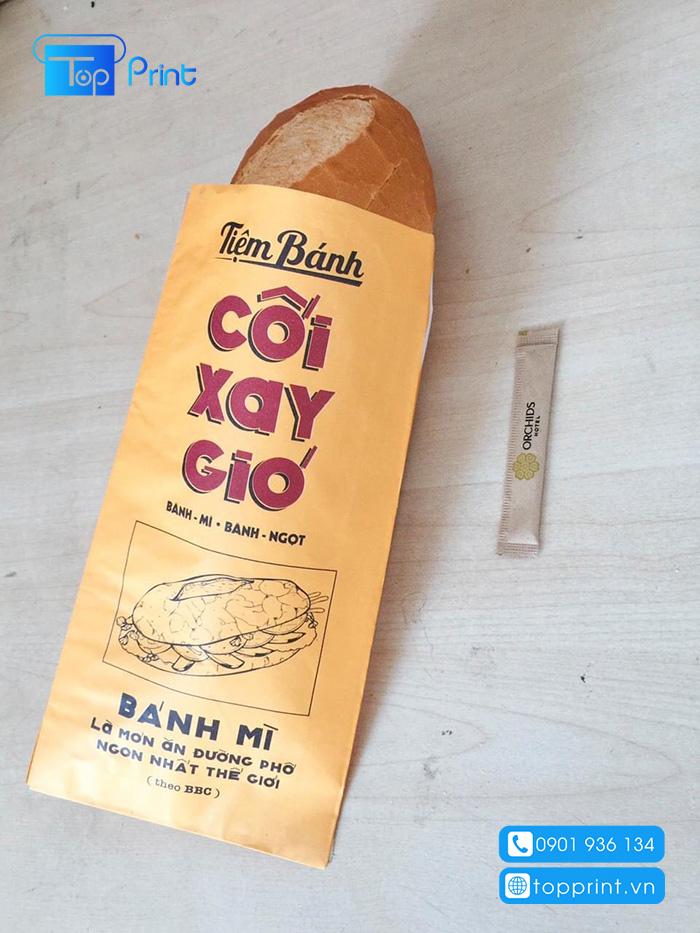 Top Print
Tiệm Bánh
CỐI
XAY
GIÓ
BÁNH - MÌ • BÁNH - NGỌT
BÁNH MÌ
LÀ MÓN ĂN ĐƯỜNG PHỐ
NGON NHẤT THẾ GIỚI
(theo BBC)
ORCHIDS
HOTEL
0901 936 134
topprint.vn